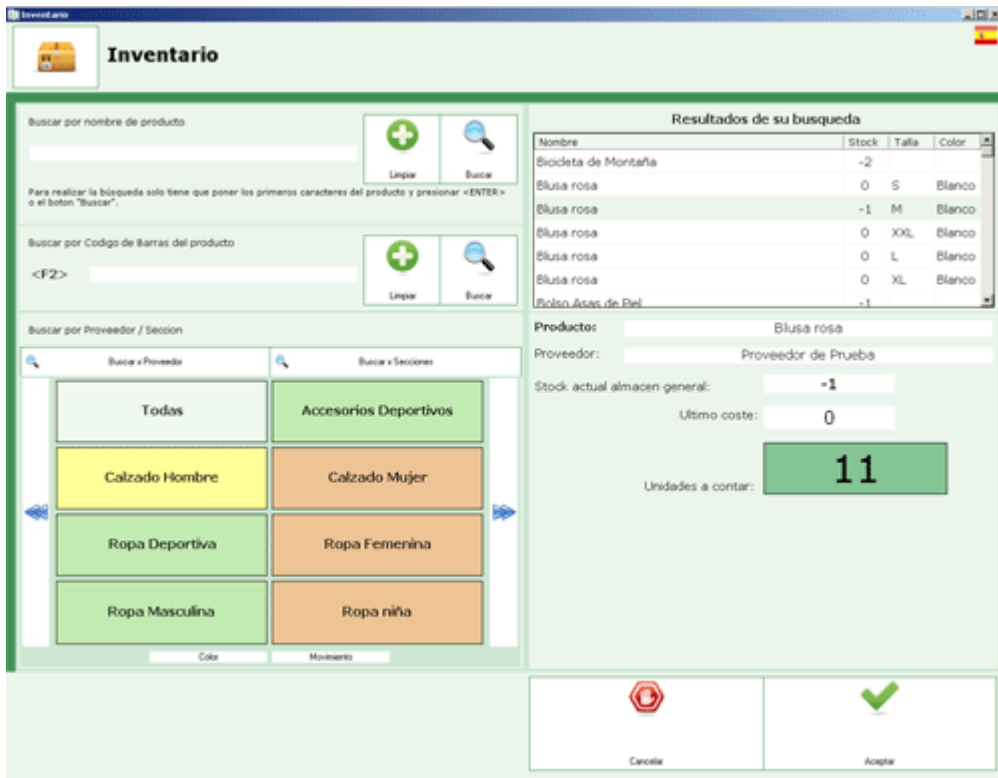 Inventario
Inventario
Buscar por nombre de producto
Limpiar
Buscar
Para realizar la búsqueda solo tiene que poner los primeros caracteres del producto y presionar <ENTER>
o el boton "Buscar".
Buscar por Codigo de Barras del producto
<F2>
Limpiar
Buscar
Buscar por Proveedor / Seccion
Buscar x Proveedor
Buscar x Secciones
Todas
Accesorios Deportivos
Calzado Hombre
Calzado Mujer
Ropa Deportiva
Ropa Femenina
Ropa Masculina
Ropa niña
Color
Movimiento
Resultados de su busqueda
Nombre Stock Talla Color
Bicicleta de Montaña -2
Blusa rosa 0 S Blanco
Blusa rosa -1 M Blanco
Blusa rosa 0 XXL Blanco
Blusa rosa 0 L Blanco
Blusa rosa 0 XL Blanco
Bolso Asas de Piel -1
Producto: Blusa rosa
Proveedor: Proveedor de Prueba
Stock actual almacen general: -1
Ultimo coste: 0
Unidades a contar: 11
Cancelar
Aceptar